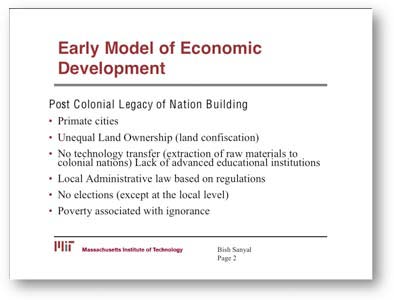 Early Model of Economic
Development
Post Colonial Legacy of Nation Building
• Primate cities
• Unequal Land Ownership (land confiscation)
• No technology transfer (extraction of raw materials to
colonial nations) Lack of advanced educational institutions
• Local Administrative law based on regulations
• No elections (except at the local level)
• Poverty associated with ignorance
MIT Massachusetts Institute of Technology
Bish Sanyal
Page 2